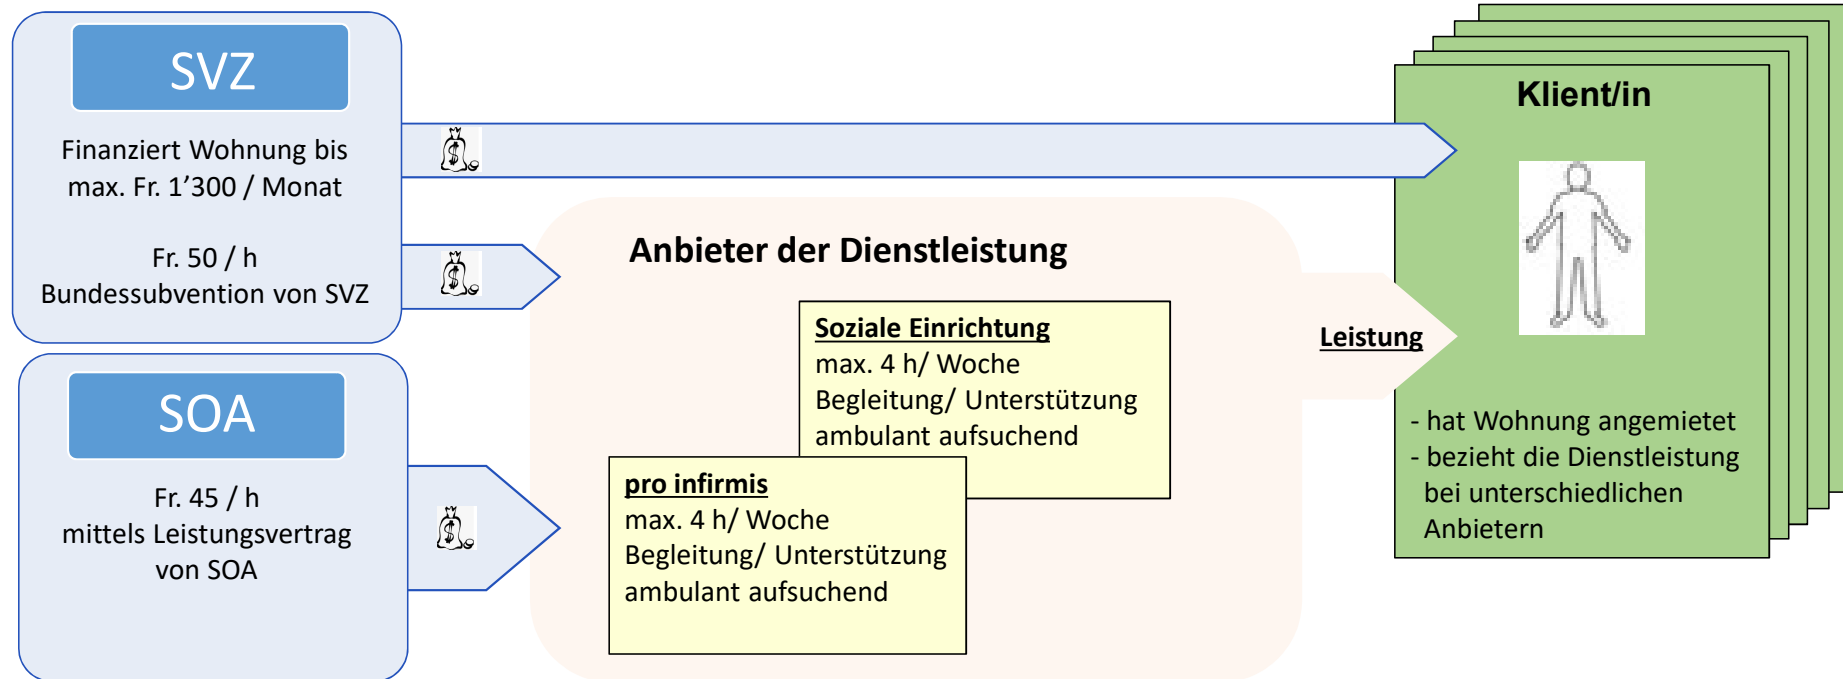 SVZ
Finanziert Wohnung bis
max. Fr. 1’300 / Monat
Fr. 50 / h
Bundessubvention von SVZ
SOA
Fr. 45 / h
mittels Leistungsvertrag
von SOA
Anbieter der Dienstleistung
Soziale Einrichtung
max. 4 h/ Woche
Begleitung/ Unterstützung
ambulant aufsuchend
pro infirmis
max. 4 h/ Woche
Begleitung/ Unterstützung
ambulant aufsuchend
Leistung
Klient/in
- hat Wohnung angemietet
- bezieht die Dienstleistung
bei unterschiedlichen
Anbietern